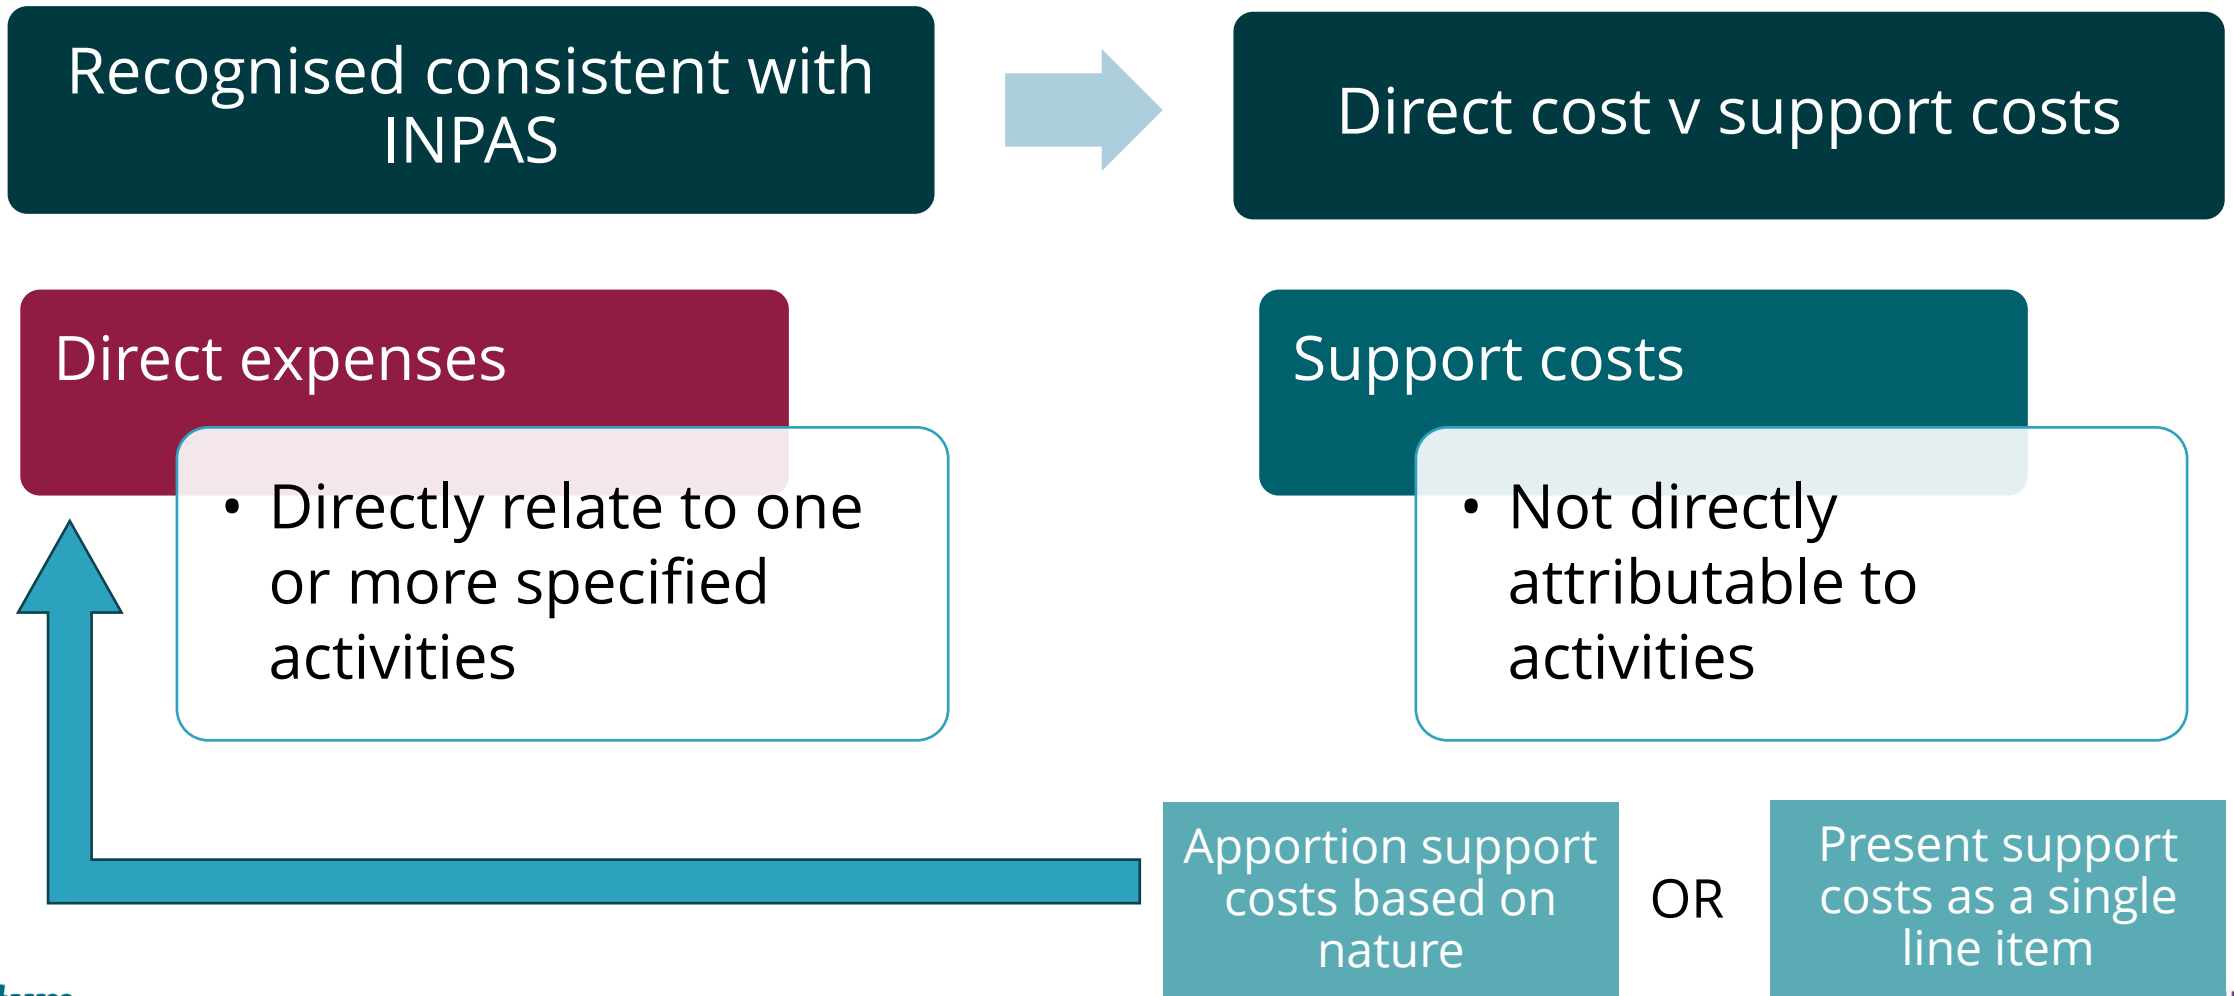 Recognised consistent with
INPAS
Direct cost v support costs
Direct expenses
• Directly relate to one
or more specified
activities
Support costs
• Not directly
attributable to
activities
Apportion support
costs based on
nature
OR
Present support
costs as a single
line item